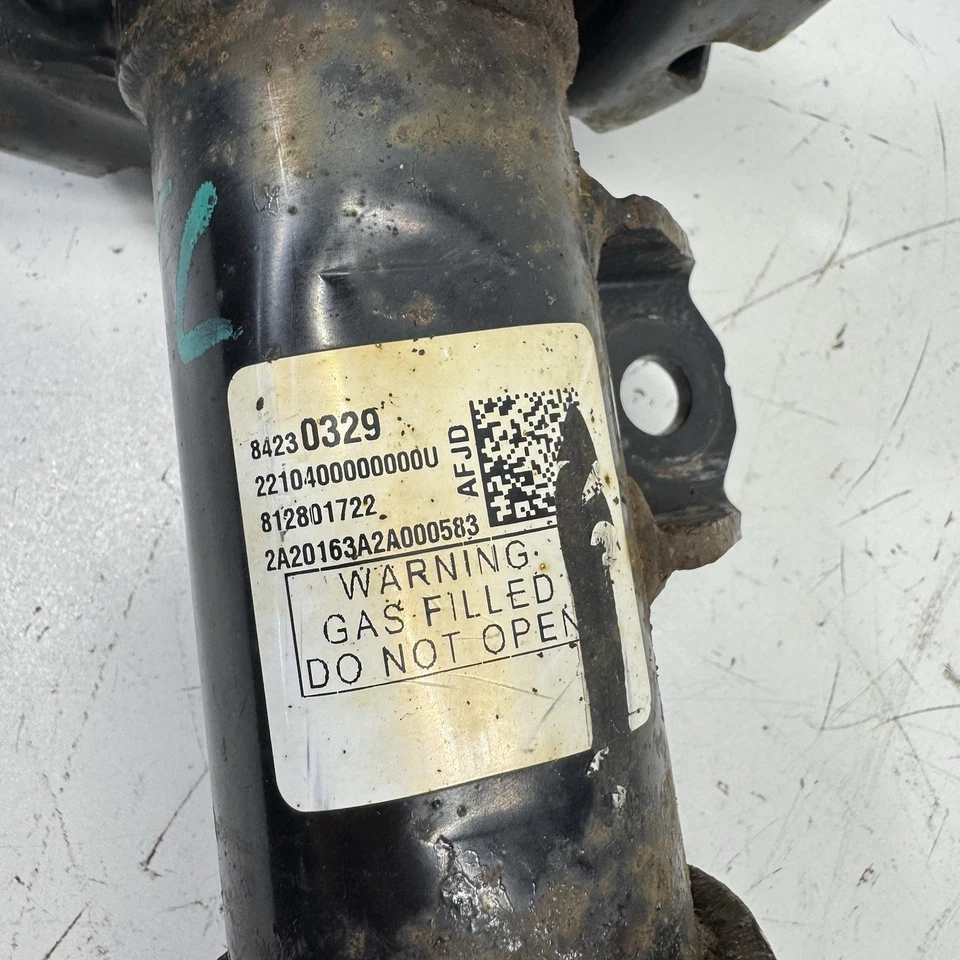 L
84230329
2210400000000U
812801722
2A20163A2A000583
AFJD
WARNING
GAS FILLED
DO NOT OPEN